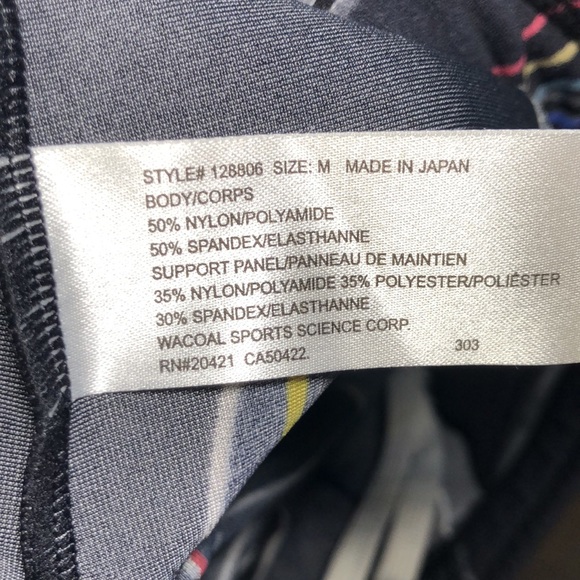 STYLE# 128806 SIZE: M MADE IN JAPAN
BODY/CORPS
50% NYLON/POLYAMIDE
50% SPANDEX/ELASTHANNE
SUPPORT PANEL/PANNEAU DE MAINTIEN
35% NYLON/POLYAMIDE 35% POLYESTER/POLIÉSTER
30% SPANDEX/ELASTHANNE
WACOAL SPORTS SCIENCE CORP.
RN#20421 CA50422. 303